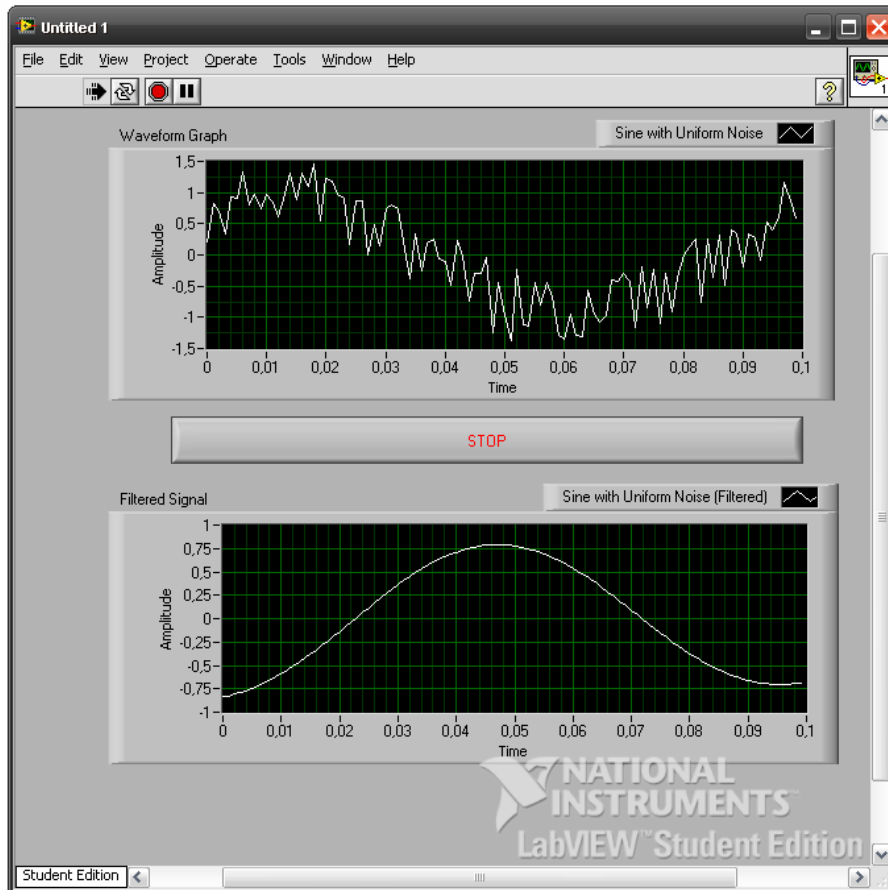 Untitled 1
File Edit View Project Operate Tools Window Help
1
Waveform Graph
Sine with Uniform Noise
Amplitude
1,5
1
0,5
0
-0,5
-1
-1,5
0 0,01 0,02 0,03 0,04 0,05 0,06 0,07 0,08 0,09 0,1
Time
STOP
Filtered Signal
Sine with Uniform Noise (Filtered)
Amplitude
1
0,75
0,5
0,25
0
-0,25
-0,5
-0,75
-1
0 0,01 0,02 0,03 0,04 0,05 0,06 0,07 0,08 0,09 0,1
Time
NATIONAL
INSTRUMENTS™
LabVIEW™ Student Edition
Student Edition